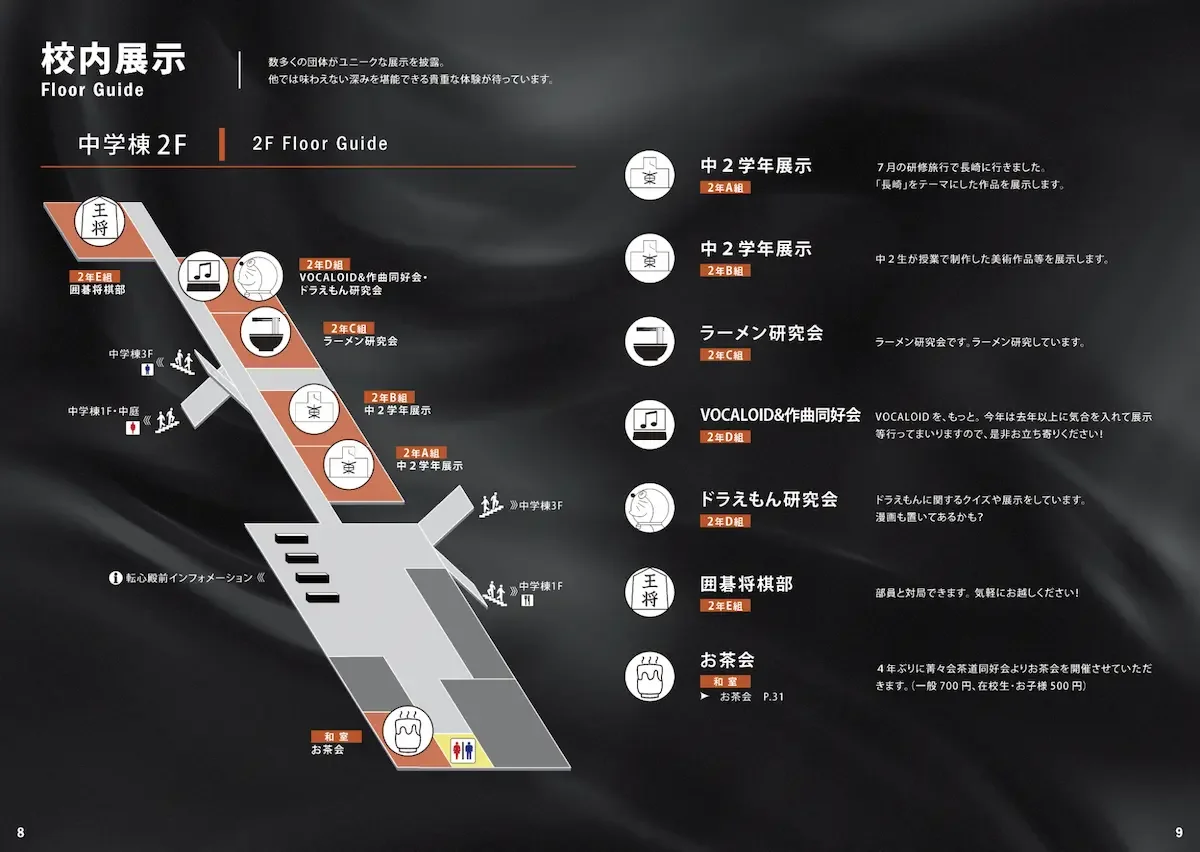 校内展示
Floor Guide
数多くの団体がユニークな展示を披露。
他では味わえない深みを堪能できる貴重な体験が待っています。
中学棟 2F
2F Floor Guide
王将
2年E組
囲碁将棋部
2年D組
VOCALOID&作曲同好会・
ドラえもん研究会
2年C組
ラーメン研究会
中学棟3F
中学棟1F・中庭
2年B組
中２学年展示
2年A組
中２学年展示
》中学棟3F
転心殿前インフォメーション《
》中学棟1F
和室
お茶会
中２学年展示
2年A組
７月の研修旅行で長崎に行きました。
「長崎」をテーマにした作品を展示します。
中２学年展示
2年B組
中２生が授業で制作した美術作品等を展示します。
ラーメン研究会
2年C組
ラーメン研究会です。ラーメン研究しています。
VOCALOID&作曲同好会
2年D組
VOCALOIDを、もっと。今年は去年以上に気合を入れて展示
等行ってまいりますので、是非お立ち寄りください！
ドラえもん研究会
2年D組
ドラえもんに関するクイズや展示をしています。
漫画も置いてあるかも？
王将
囲碁将棋部
2年E組
部員と対局できます。気軽にお越しください！
お茶会
和室
➤ お茶会 P.31
４年ぶりに菁々会茶道同好会よりお茶会を開催させていただ
きます。（一般700円、在校生・お子様500円）
8
9